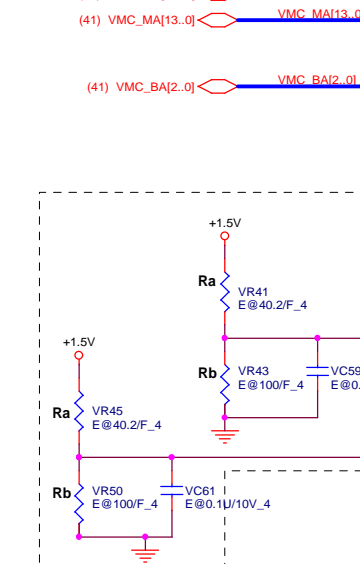 (41) VMC_MA[13..0] VMC_MA[13..0
(41) VMC_BA[2..0] VMC_BA[2..0]
+1.5V
Ra VR41
E@40.2/F_4
Rb VR43 VC59
E@100/F_4 E@0.
+1.5V
Ra VR45
E@40.2/F_4
Rb VR50 VC61
E@100/F_4 E@0.1U/10V_4